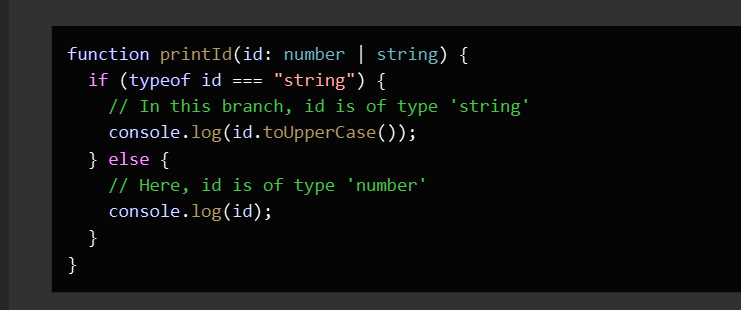 function printId(id: number | string) {
  if (typeof id === "string") {
    // In this branch, id is of type 'string'
    console.log(id.toUpperCase());
  } else {
    // Here, id is of type 'number'
    console.log(id);
  }
}